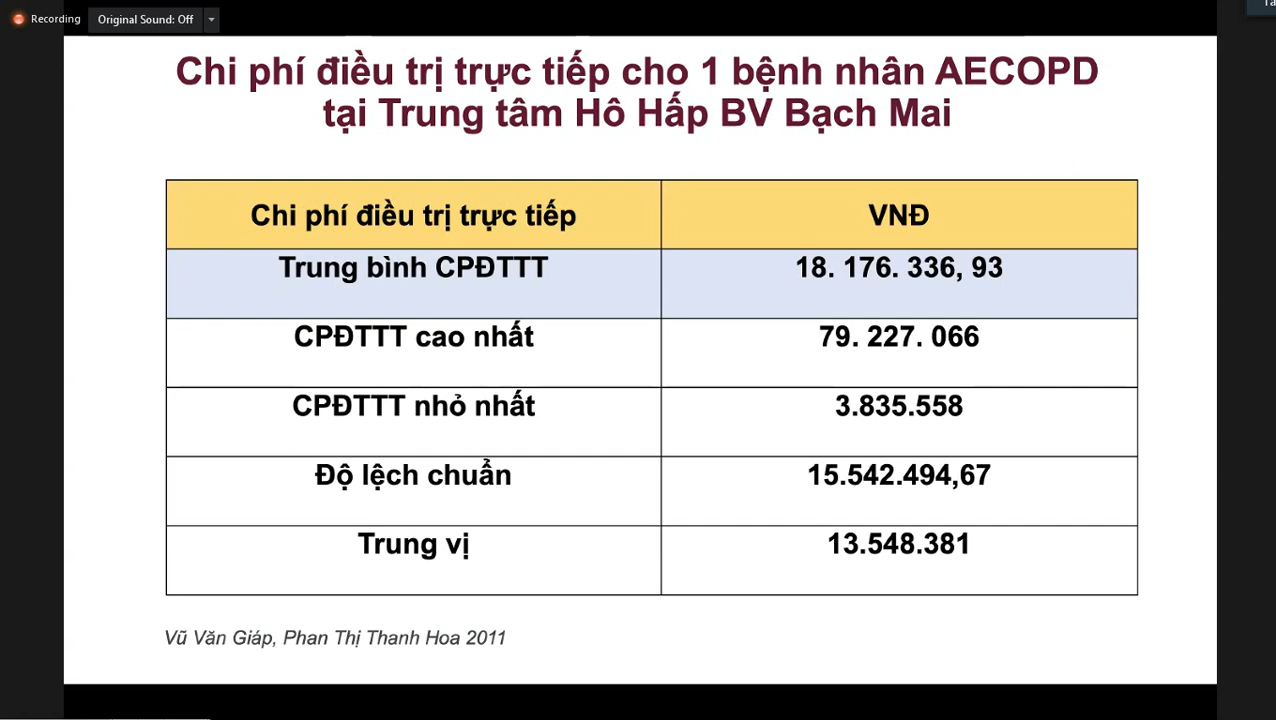 Recording
Original Sound: Off
Chi phí điều trị trực tiếp cho 1 bệnh nhân AECOPD
tại Trung tâm Hô Hấp BV Bạch Mai
Chi phí điều trị trực tiếp VNĐ
Trung bình CPĐTTT 18. 176. 336, 93
CPĐTTT cao nhất 79. 227. 066
CPĐTTT nhỏ nhất 3.835.558
Độ lệch chuẩn 15.542.494,67
Trung vị 13.548.381
Vũ Văn Giáp, Phan Thị Thanh Hoa 2011